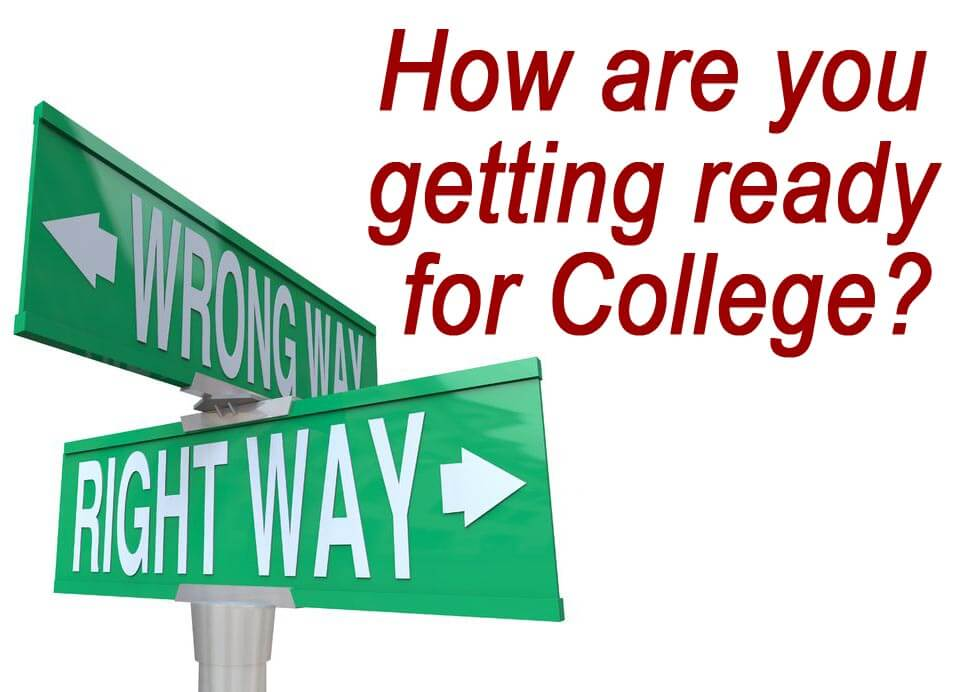 How are you
getting ready
for College?
WRONG WAY
RIGHT WAY